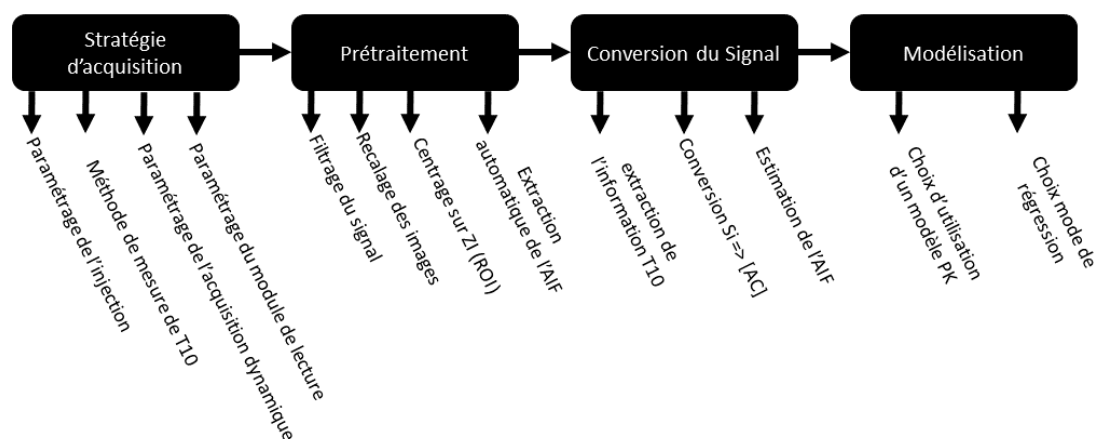 Stratégie
d'acquisition
Prétraitement
Conversion du Signal
Modélisation
Paramétrage de l'injection
Méthode de mesure de T10
Paramétrage de l'acquisition dynamique
Paramétrage du module de lecture
Filtrage du signal
Recalage des images
Centrage sur ZI (ROI)
Extraction
automatique de l'AIF
extraction de
l'information T10
Conversion Si => [AC]
Estimation de l'AIF
Choix d'utilisation
d'un modèle PK
Choix mode de
régression